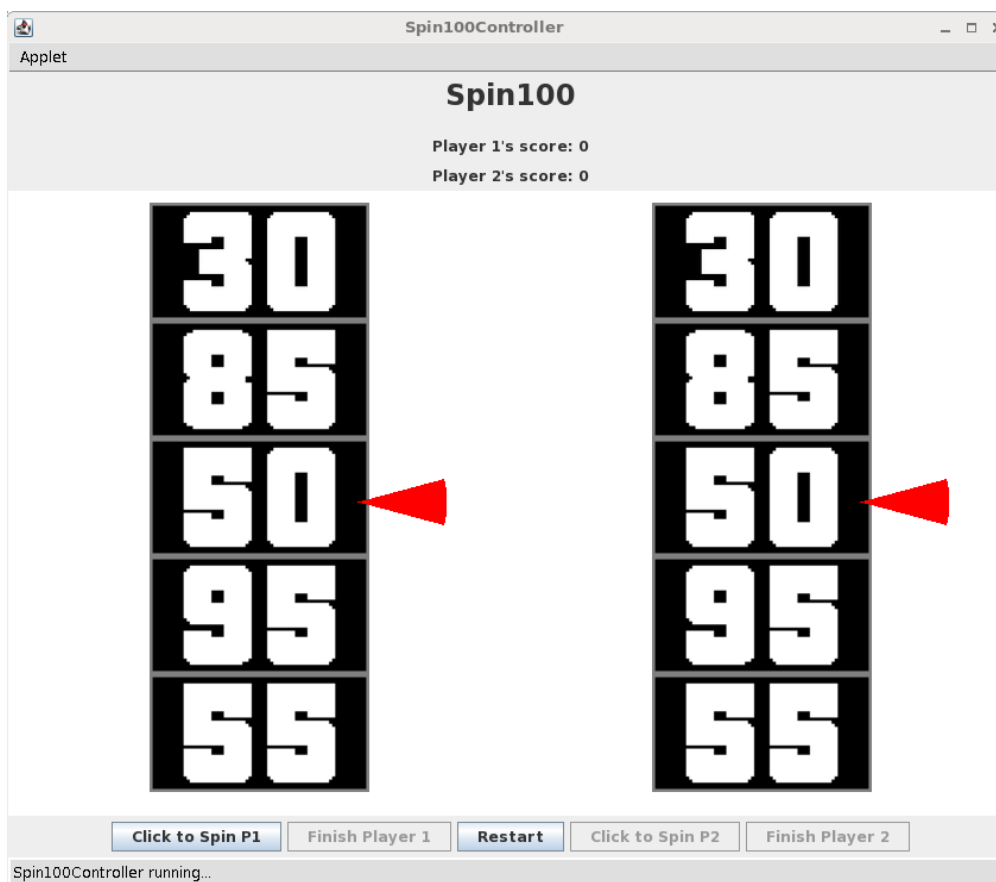 Spin100Controller
Applet
Spin100
Player 1's score: 0
Player 2's score: 0
30 30
85 85
50 50
95 95
55 55
Click to Spin P1 Finish Player 1 Restart Click to Spin P2 Finish Player 2
Spin100Controller running...